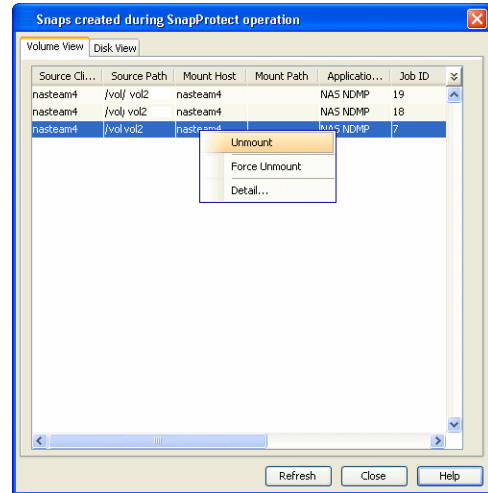 Snaps created during SnapProtect operation
Volume View Disk View
Source Cli... Source Path Mount Host Mount Path Applicatio... Job ID
nasteam4 /vol/ vol2 nasteam4 NAS NDMP 19
nasteam4 /vol/ vol2 nasteam4 NAS NDMP 18
nasteam4 /vol vol2 nasteam4 NAS NDMP 7
Unmount
Force Unmount
Detail...
Refresh Close Help